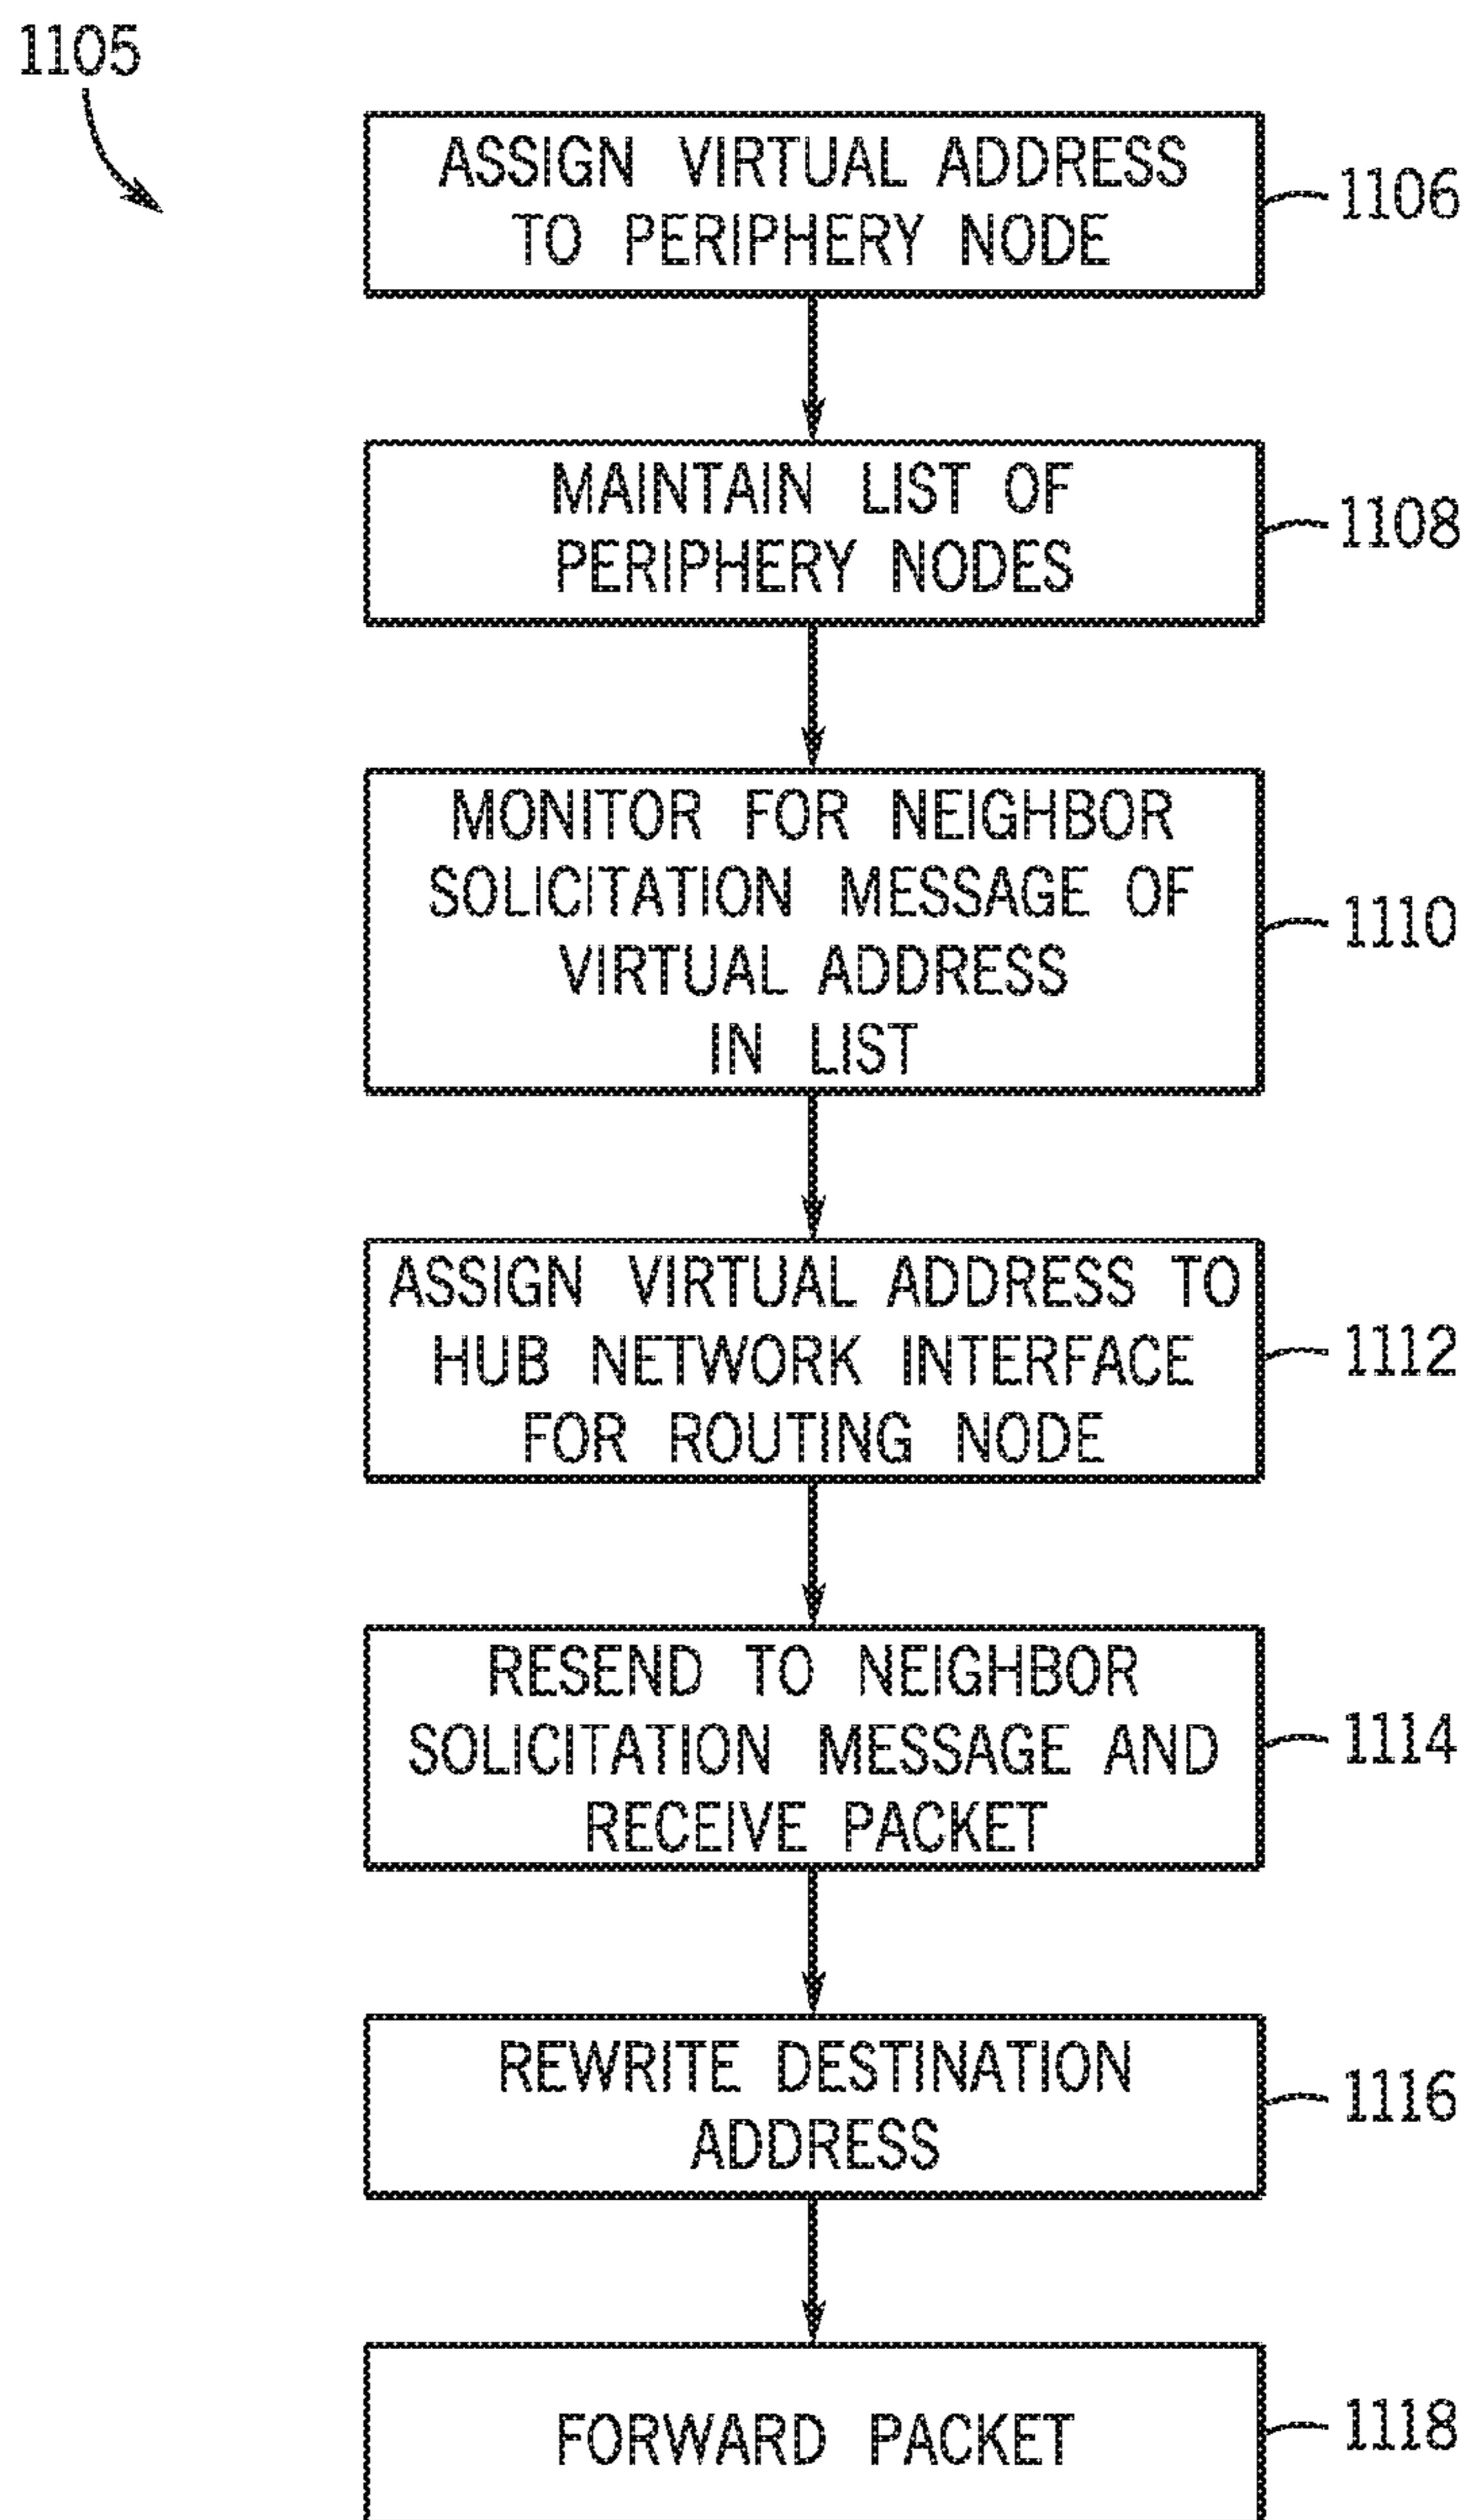 1105
ASSIGN VIRTUAL ADDRESS
TO PERIPHERY NODE
1106
MAINTAIN LIST OF
PERIPHERY NODES
1108
MONITOR FOR NEIGHBOR
SOLICITATION MESSAGE OF
VIRTUAL ADDRESS
IN LIST
1110
ASSIGN VIRTUAL ADDRESS TO
HUB NETWORK INTERFACE
FOR ROUTING NODE
1112
RESEND TO NEIGHBOR
SOLICITATION MESSAGE AND
RECEIVE PACKET
1114
REWRITE DESTINATION
ADDRESS
1116
FORWARD PACKET
1118